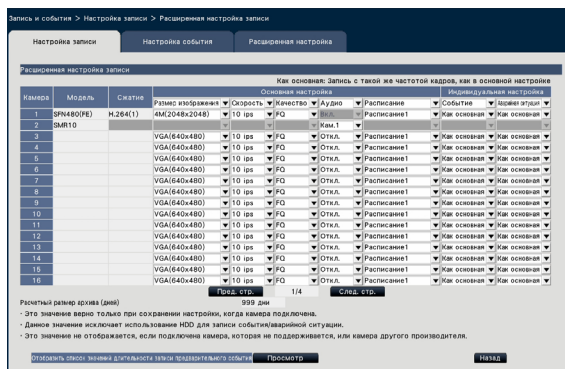 Запись и события > Настройка записи > Расширенная настройка записи
Настройка записи Настройка события Расширенная настройка
Расширенная настройка записи
Как основная: Запись с такой же частотой кадров, как в основной настройке
Камера Модель Сжатие Основная настройка Индивидуальная настройка
Размер изображения Скорость Качество Аудио Расписание Событие Аварийная ситуация
1 SFN480(FE) H.264(1) 4M(2048x2048) 10 ips FQ Вкл. Расписание1 Как основная Как основная
2 SMR10 Кам.1
3 VGA(640x480) 10 ips FQ Откл. Расписание1 Как основная Как основная
4 VGA(640x480) 10 ips FQ Откл. Расписание1 Как основная Как основная
5 VGA(640x480) 10 ips FQ Откл. Расписание1 Как основная Как основная
6 VGA(640x480) 10 ips FQ Откл. Расписание1 Как основная Как основная
7 VGA(640x480) 10 ips FQ Откл. Расписание1 Как основная Как основная
8 VGA(640x480) 10 ips FQ Откл. Расписание1 Как основная Как основная
9 VGA(640x480) 10 ips FQ Откл. Расписание1 Как основная Как основная
10 VGA(640x480) 10 ips FQ Откл. Расписание1 Как основная Как основная
11 VGA(640x480) 10 ips FQ Откл. Расписание1 Как основная Как основная
12 VGA(640x480) 10 ips FQ Откл. Расписание1 Как основная Как основная
13 VGA(640x480) 10 ips FQ Откл. Расписание1 Как основная Как основная
14 VGA(640x480) 10 ips FQ Откл. Расписание1 Как основная Как основная
15 VGA(640x480) 10 ips FQ Откл. Расписание1 Как основная Как основная
16 VGA(640x480) 10 ips FQ Откл. Расписание1 Как основная Как основная
Пред. стр. 1/4 След. стр.
Расчетный размер архива (дней) 999 дни
· Это значение верно только при сохранении настройки, когда камера подключена.
· Данное значение исключает использование HDD для записи события/аварийной ситуации.
· Это значение не отображается, если подключена камера, которая не поддерживается, или камера другого производителя.
Отобразить список значений длительности записи предварительного события Просмотр Назад